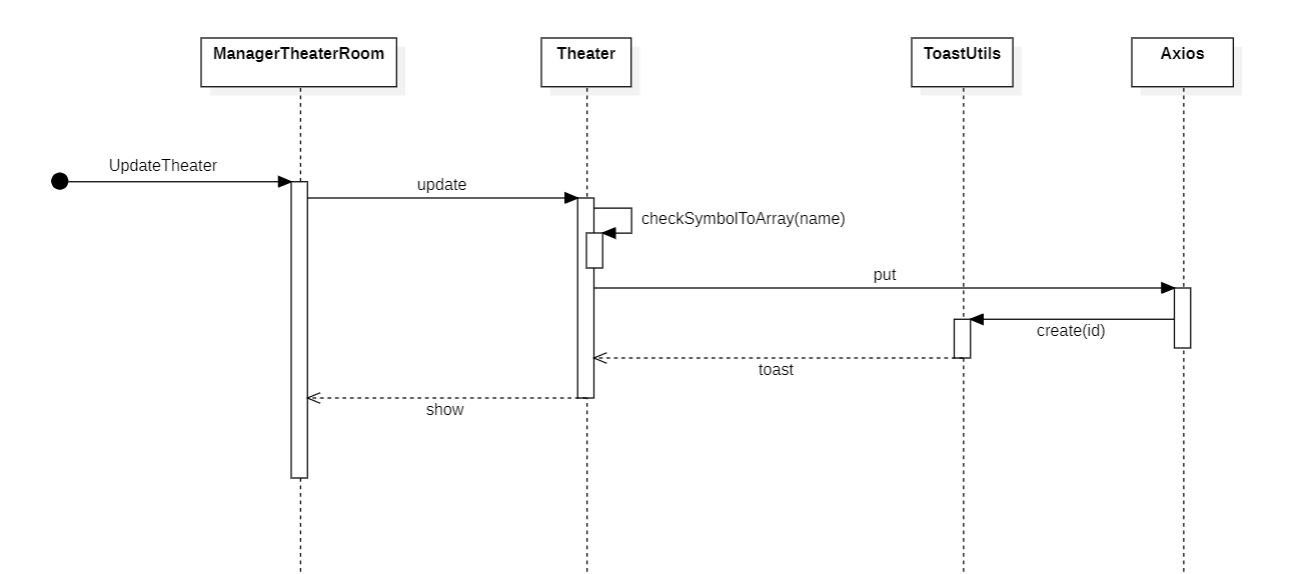 ManagerTheaterRoom
Theater
ToastUtils
Axios
UpdateTheater
update
checkSymbolToArray(name)
put
create(id)
toast
show